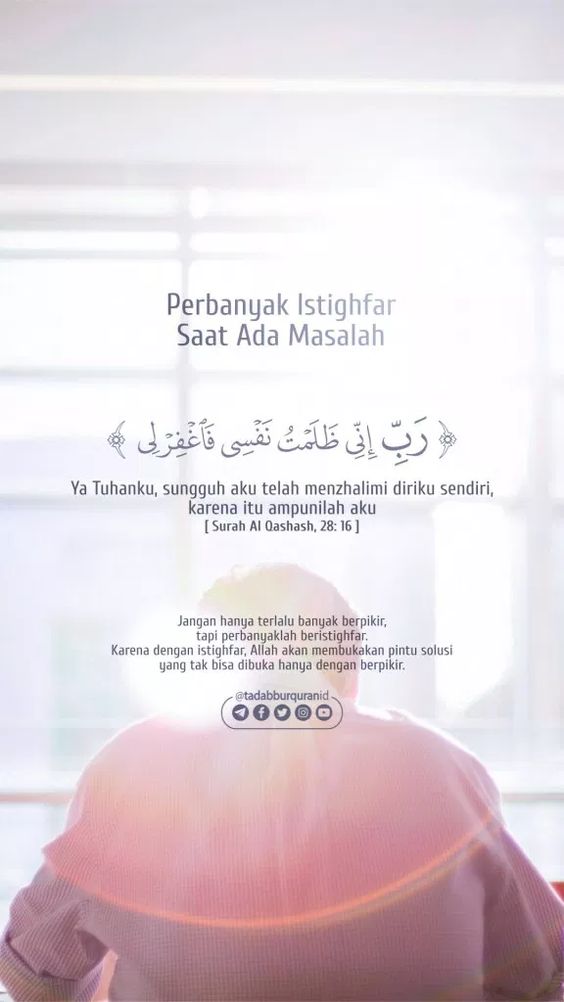 Perbanyak Istighfar
Saat Ada Masalah
﴿ رَبِّ إِنِّى ظَلَمْتُ نَفْسِى فَٱغْفِرْ لِى ﴾
Ya Tuhanku, sungguh aku telah menzhalimi diriku sendiri,
karena itu ampunilah aku
[ Surah Al Qashash, 28: 16 ]
Jangan hanya terlalu banyak berpikir,
tapi perbanyaklah beristighfar.
Karena dengan istighfar, Allah akan membukakan pintu solusi
yang tak bisa dibuka hanya dengan berpikir.
@tadabburquranid